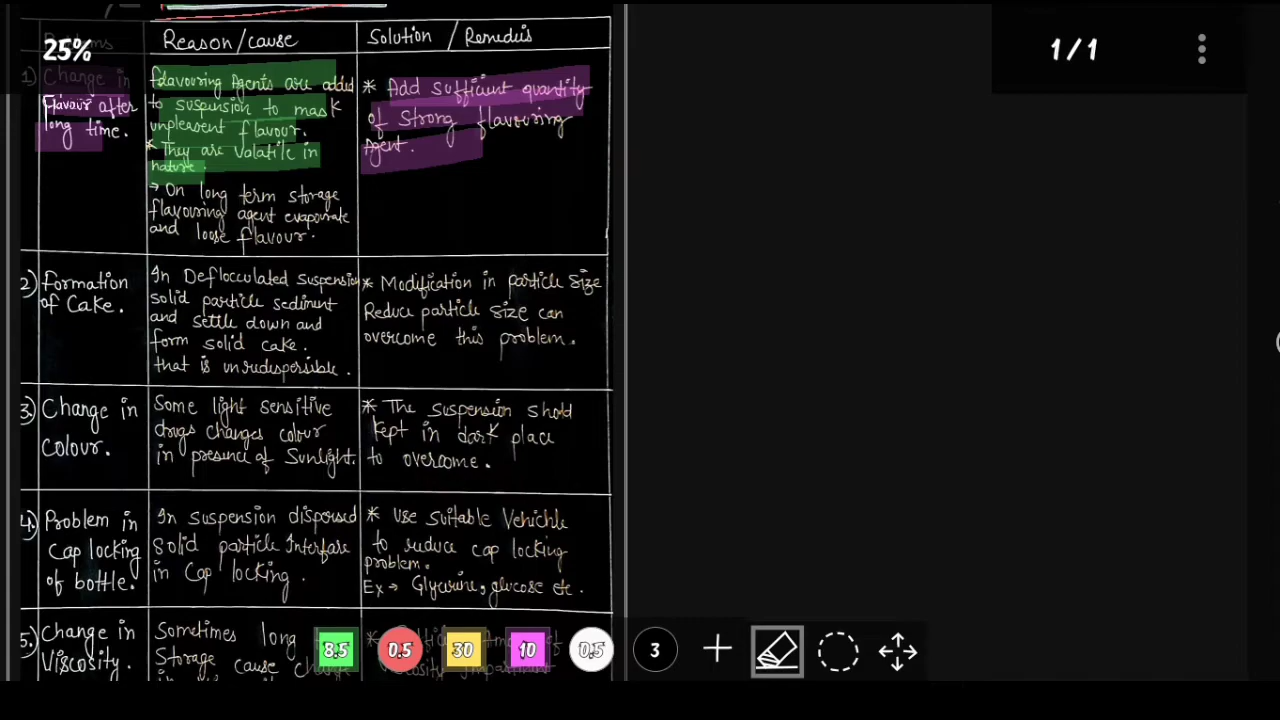 25%
1/1
Reason/cause
Solution / Remedies
1) Change in
Flavour after
long time.
flavouring Agents are added
to suspension to mask
unpleasent flavour.
* They are Volatile in
nature.
→ On long term storage
flavouring agent evapourate
and loose flavour.
* Add sufficient quantity
of Strong flavouring
Agent.
2) Formation
of Cake.
In Deflocculated suspension
solid particle sediment
and settle down and
form solid cake.
that is unredispersible.
* Modification in particle size
Reduce particle size can
overcome this problem.
3) Change in
Colour.
Some light sensitive
drugs changes colour
in presence of Sunlight.
* The suspension shold
kept in dark place
to overcome.
4. Problem in
Cap locking
of bottle.
In suspension dispersed
solid particle Interfare
in Cap locking.
* Use suitable Vehichle
to reduce cap locking
problem.
Ex → Glycerine, glucose etc.
5.) Change in
Viscosity.
Sometimes long
Storage cause
8.5
0.5
30
10
0.5
3